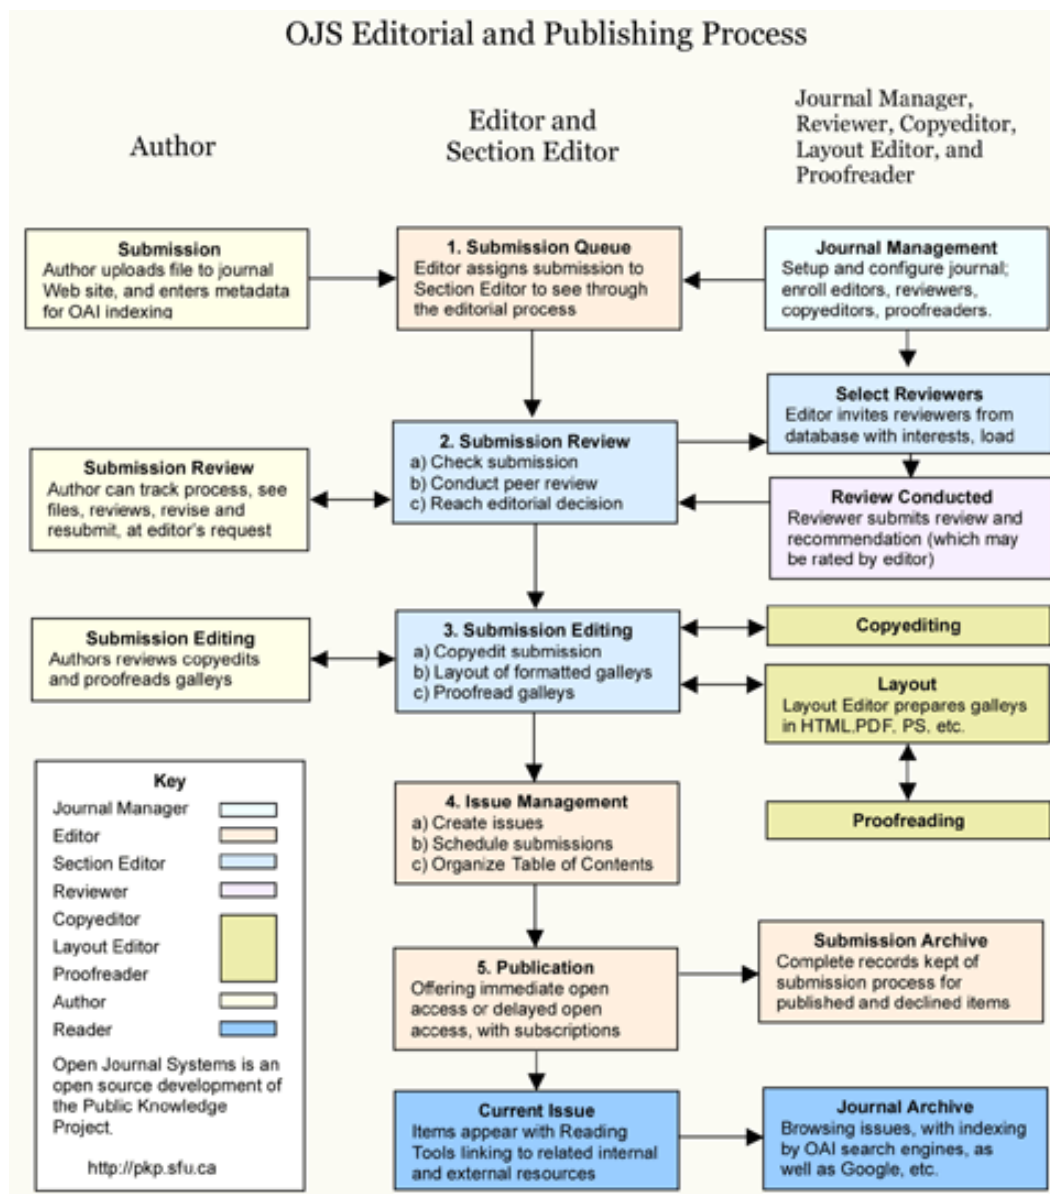 OJS Editorial and Publishing Process
Author
Editor and
Section Editor
Journal Manager,
Reviewer, Copyeditor,
Layout Editor, and
Proofreader
Submission
Author uploads file to journal
Web site, and enters metadata
for OAI indexing
1. Submission Queue
Editor assigns submission to
Section Editor to see through
the editorial process
Journal Management
Setup and configure journal;
enroll editors, reviewers,
copyeditors, proofreaders.
Select Reviewers
Editor invites reviewers from
database with interests, load
Submission Review
Author can track process, see
files, reviews, revise and
resubmit, at editor's request
2. Submission Review
a) Check submission
b) Conduct peer review
c) Reach editorial decision
Review Conducted
Reviewer submits review and
recommendation (which may
be rated by editor)
Submission Editing
Authors reviews copyedits
and proofreads galleys
3. Submission Editing
a) Copyedit submission
b) Layout of formatted galleys
c) Proofread galleys
Copyediting
Layout
Layout Editor prepares galleys
in HTML,PDF, PS, etc.
Proofreading
Key
Journal Manager
Editor
Section Editor
Reviewer
Copyeditor
Layout Editor
Proofreader
Author
Reader
Open Journal Systems is an
open source development of
the Public Knowledge
Project.
http://pkp.sfu.ca
4. Issue Management
a) Create issues
b) Schedule submissions
c) Organize Table of Contents
5. Publication
Offering immediate open
access or delayed open
access, with subscriptions
Submission Archive
Complete records kept of
submission process for
published and declined items
Current Issue
Items appear with Reading
Tools linking to related internal
and external resources
Journal Archive
Browsing issues, with indexing
by OAI search engines, as
well as Google, etc.